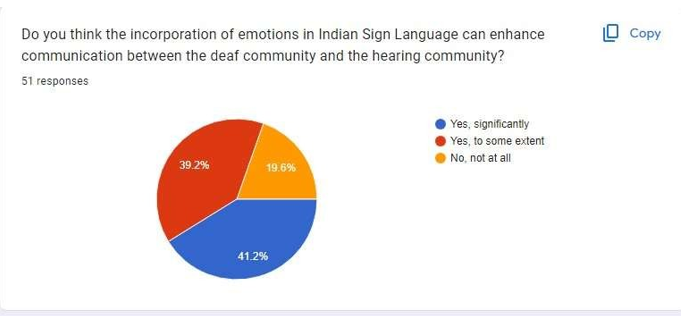 Do you think the incorporation of emotions in Indian Sign Language can enhance
communication between the deaf community and the hearing community?
Copy
51 responses
Yes, significantly
Yes, to some extent
No, not at all
39.2%
19.6%
41.2%